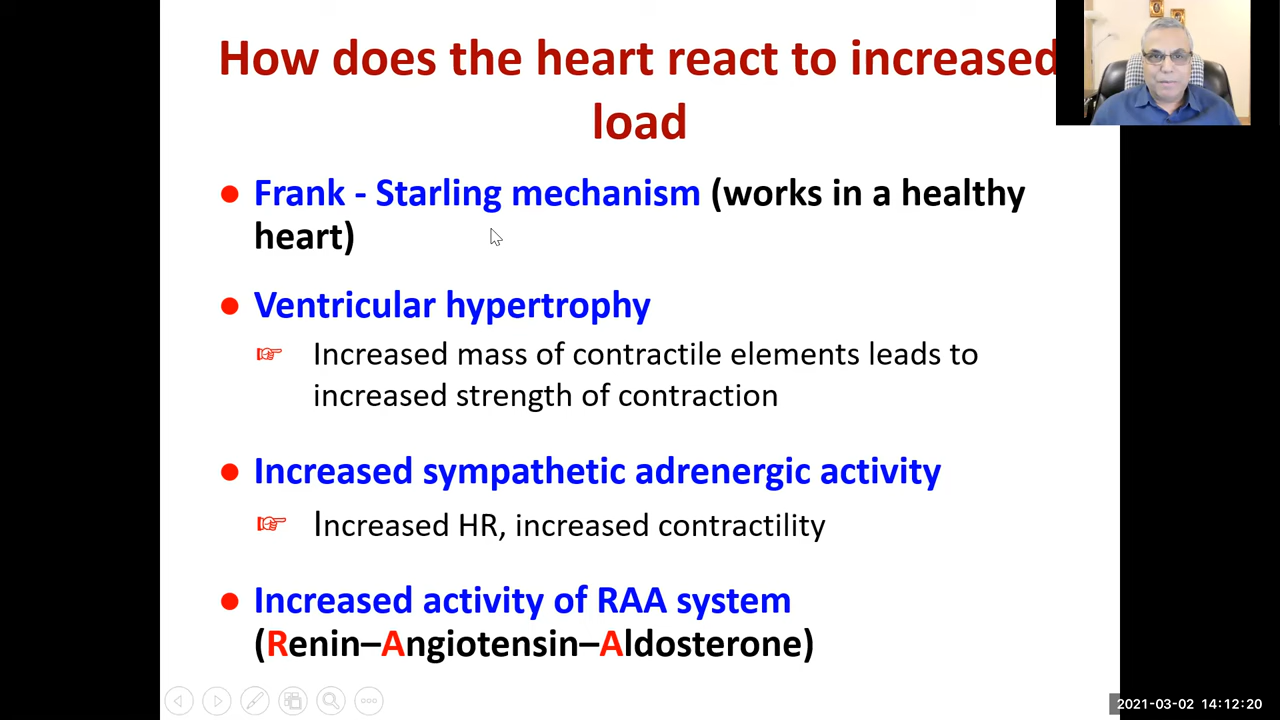 How does the heart react to increased
load
● Frank - Starling mechanism (works in a healthy
heart)
● Ventricular hypertrophy
☞ Increased mass of contractile elements leads to
increased strength of contraction
● Increased sympathetic adrenergic activity
☞ Increased HR, increased contractility
● Increased activity of RAA system
(Renin–Angiotensin–Aldosterone)
2021-03-02 14:12:20